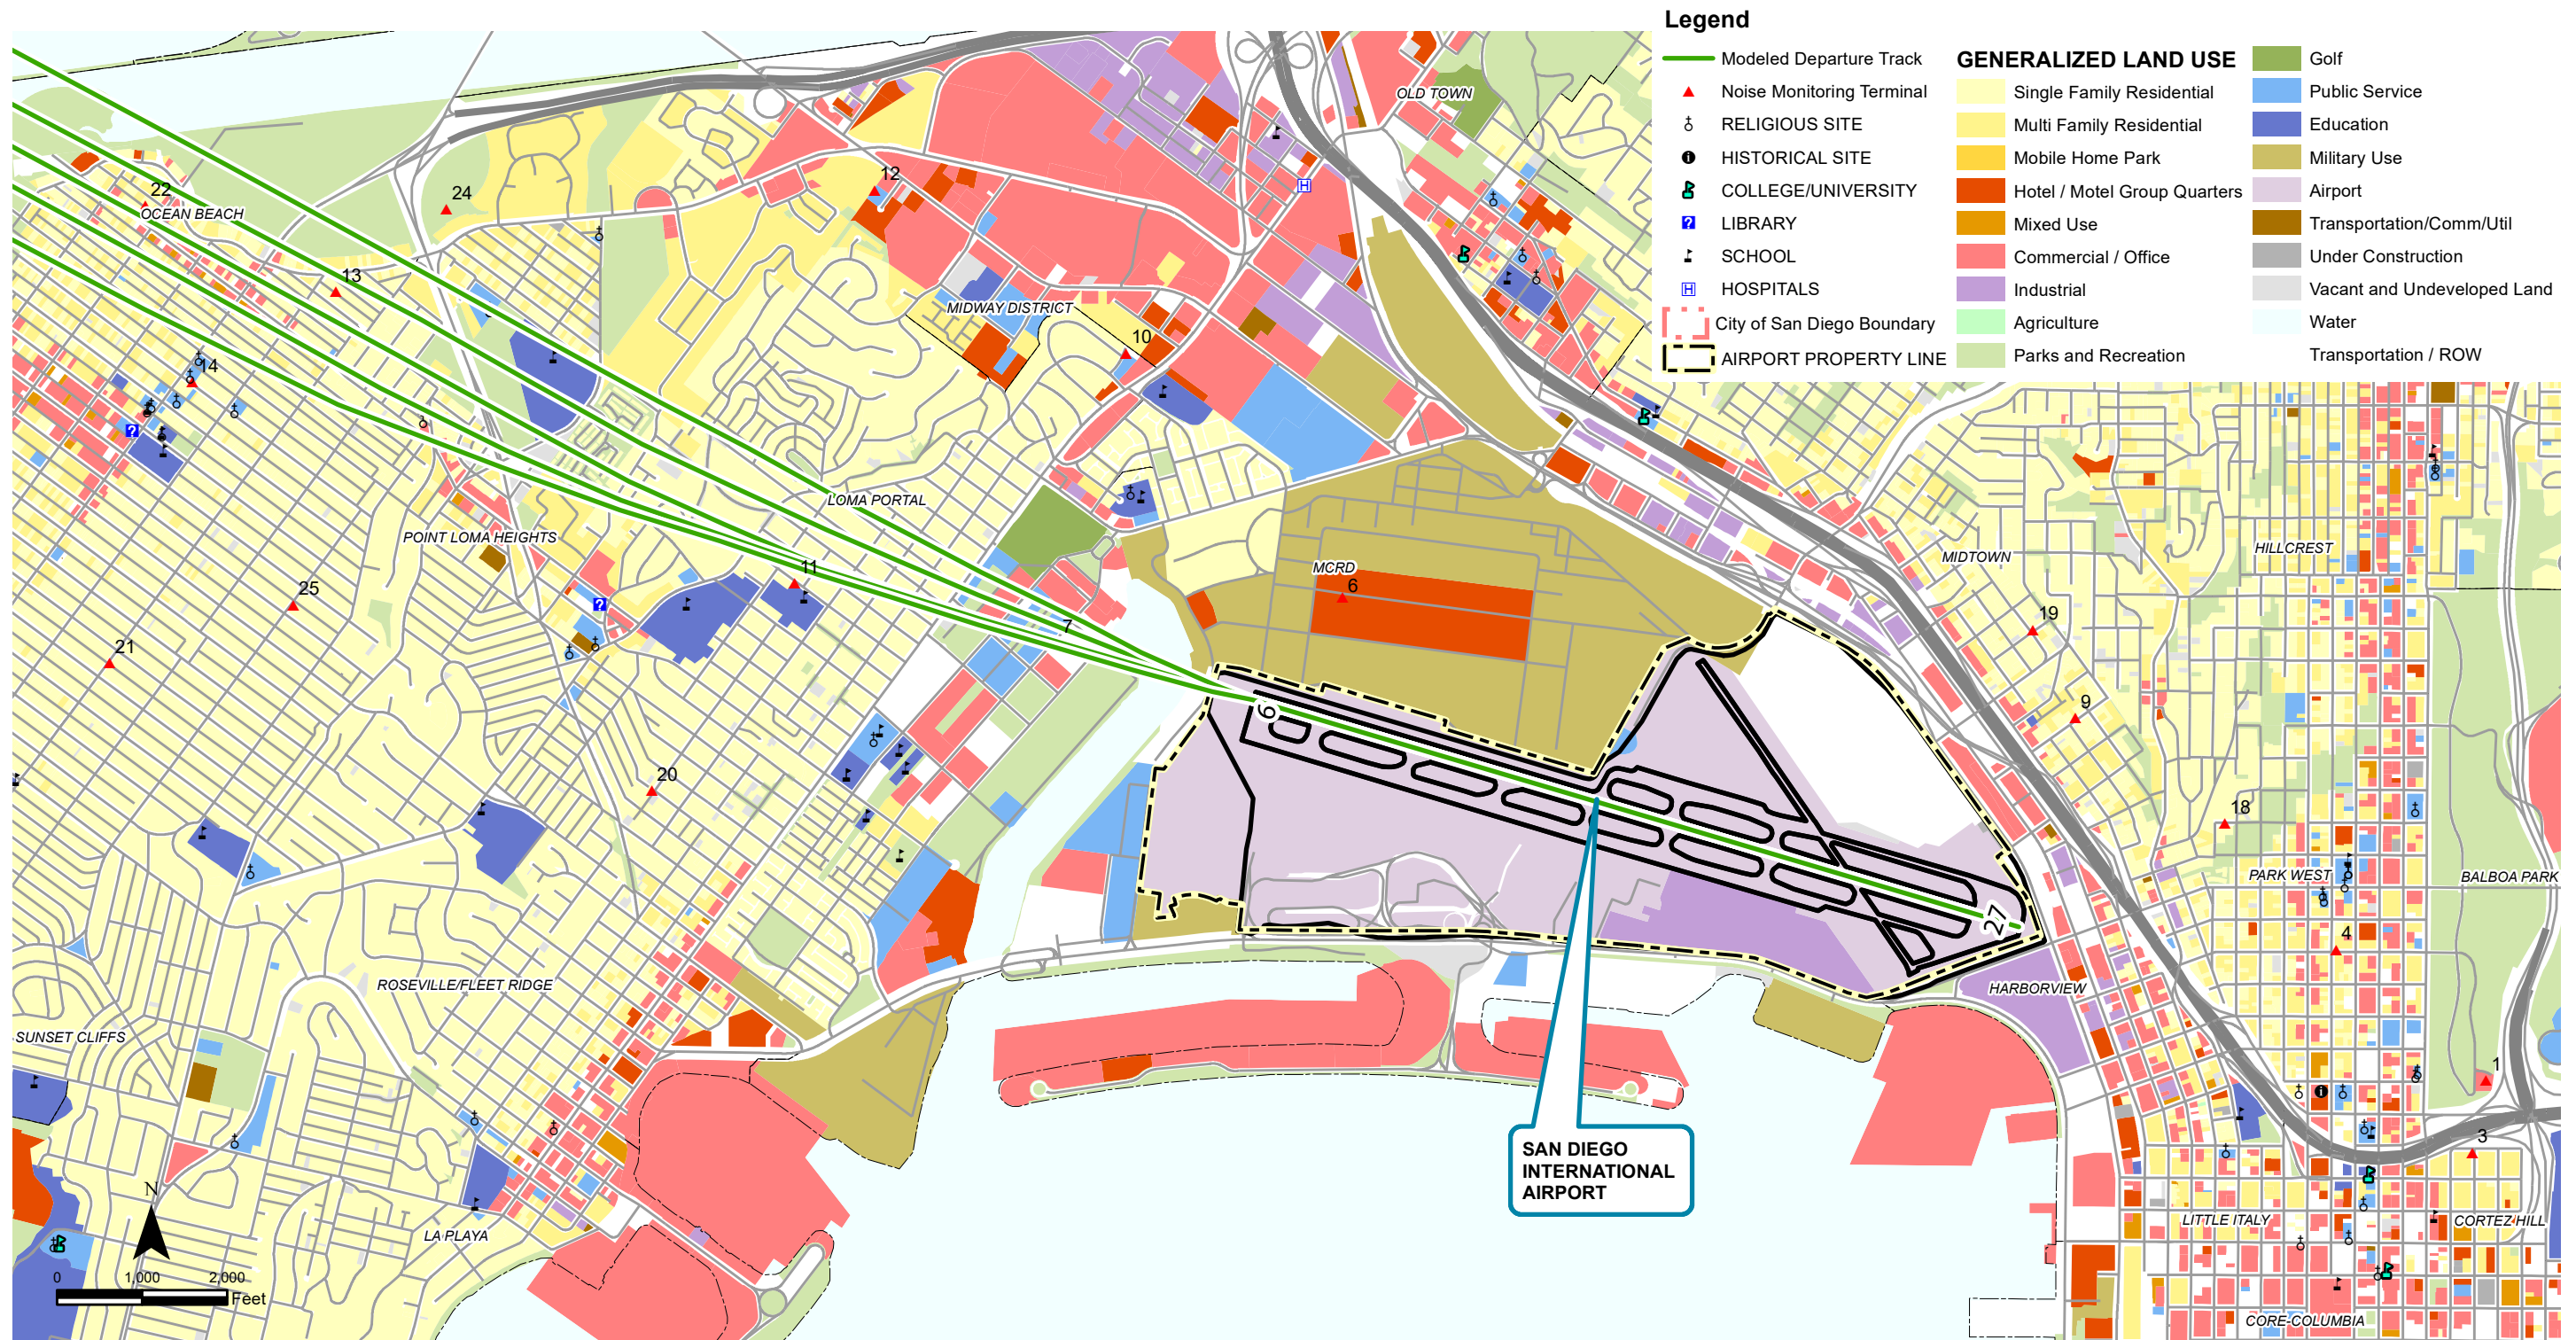 Legend
Modeled Departure Track
Noise Monitoring Terminal
RELIGIOUS SITE
HISTORICAL SITE
COLLEGE/UNIVERSITY
LIBRARY
SCHOOL
HOSPITALS
City of San Diego Boundary
AIRPORT PROPERTY LINE
GENERALIZED LAND USE
Single Family Residential
Multi Family Residential
Mobile Home Park
Hotel / Motel Group Quarters
Mixed Use
Commercial / Office
Industrial
Agriculture
Parks and Recreation
Golf
Public Service
Education
Military Use
Airport
Transportation/Comm/Util
Under Construction
Vacant and Undeveloped Land
Water
Transportation / ROW
OLD TOWN
12
22
24
OCEAN BEACH
13
MIDWAY DISTRICT
10
14
LOMA PORTAL
POINT LOMA HEIGHTS
HILLCREST
MIDTOWN
MCRD
11
6
25
7
19
21
9
9
20
18
PARK WEST
BALBOA PARK
27
4
ROSEVILLE/FLEET RIDGE
HARBORVIEW
SUNSET CLIFFS
1
3
SAN DIEGO
INTERNATIONAL
AIRPORT
N
LITTLE ITALY
CORTEZ HILL
LA PLAYA
0 1,000 2,000
Feet
CORE-COLUMBIA